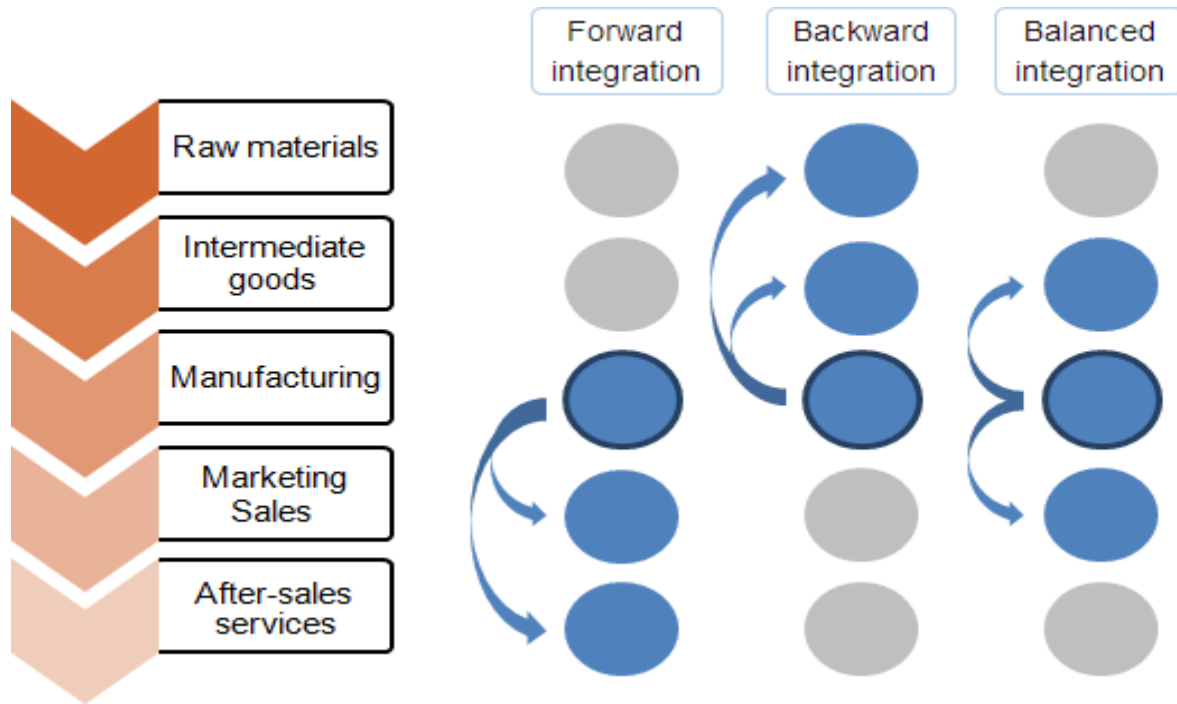 Forward
integration
Backward
integration
Balanced
integration
Raw materials
Intermediate
goods
Manufacturing
Marketing
Sales
After-sales
services